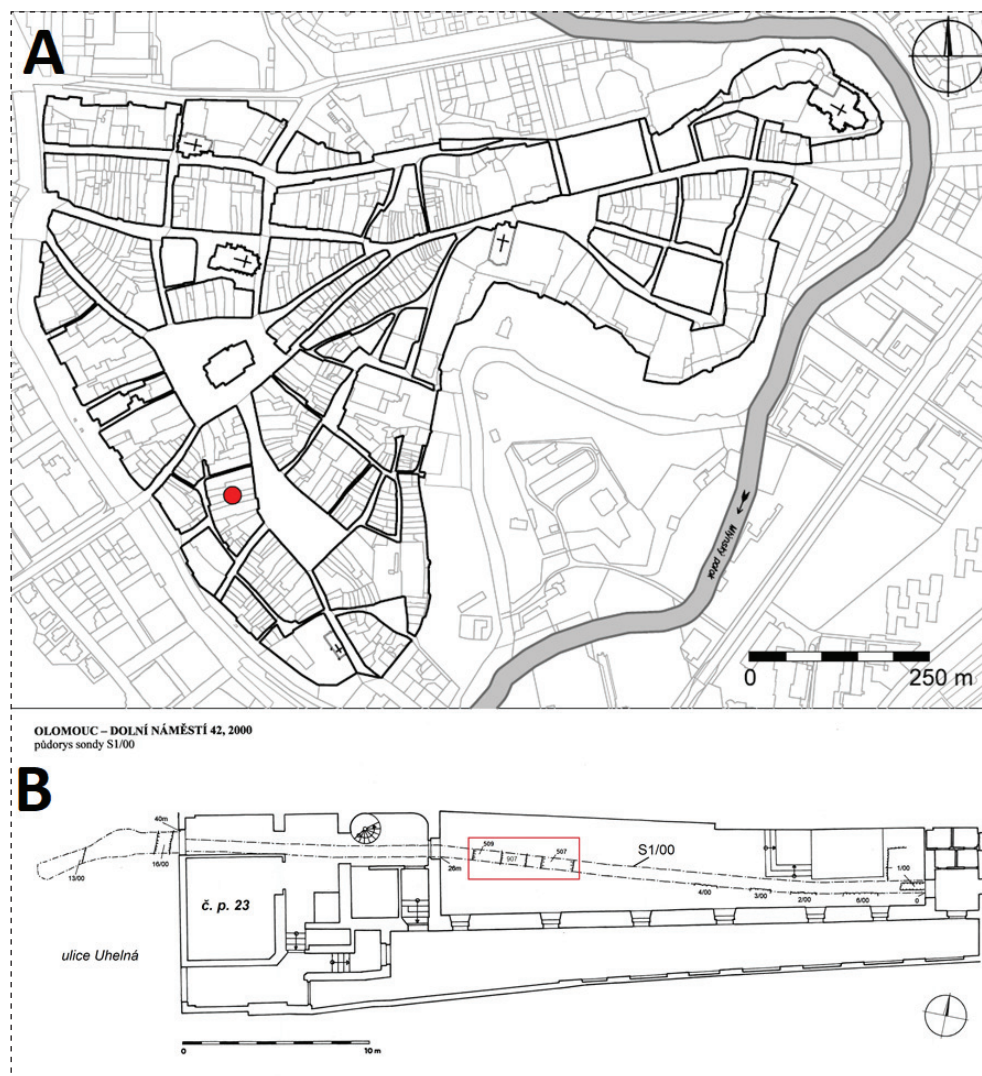 A
Mlýnský potok
0 250 m
OLOMOUC – DOLNÍ NÁMĚSTÍ 42, 2000
půdorys sondy S1/00
B
40m
13/00
16/00
509
907
507
S1/00
26m
4/00
3/00
2/00
6/00
1/00
0
č. p. 23
ulice Uhelná
0 10 m